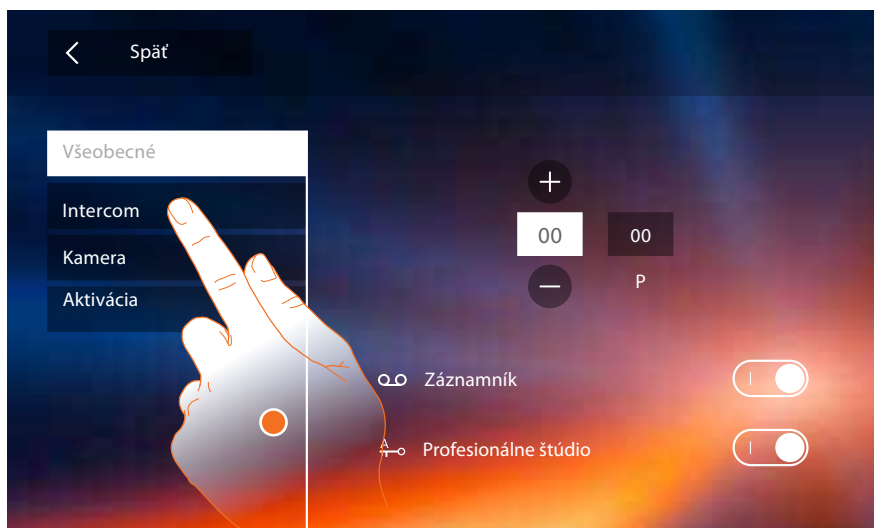 Späť
Všeobecné
Intercom
Kamera
Aktivácia
00 00
P
Záznamník
A Profesionálne štúdio